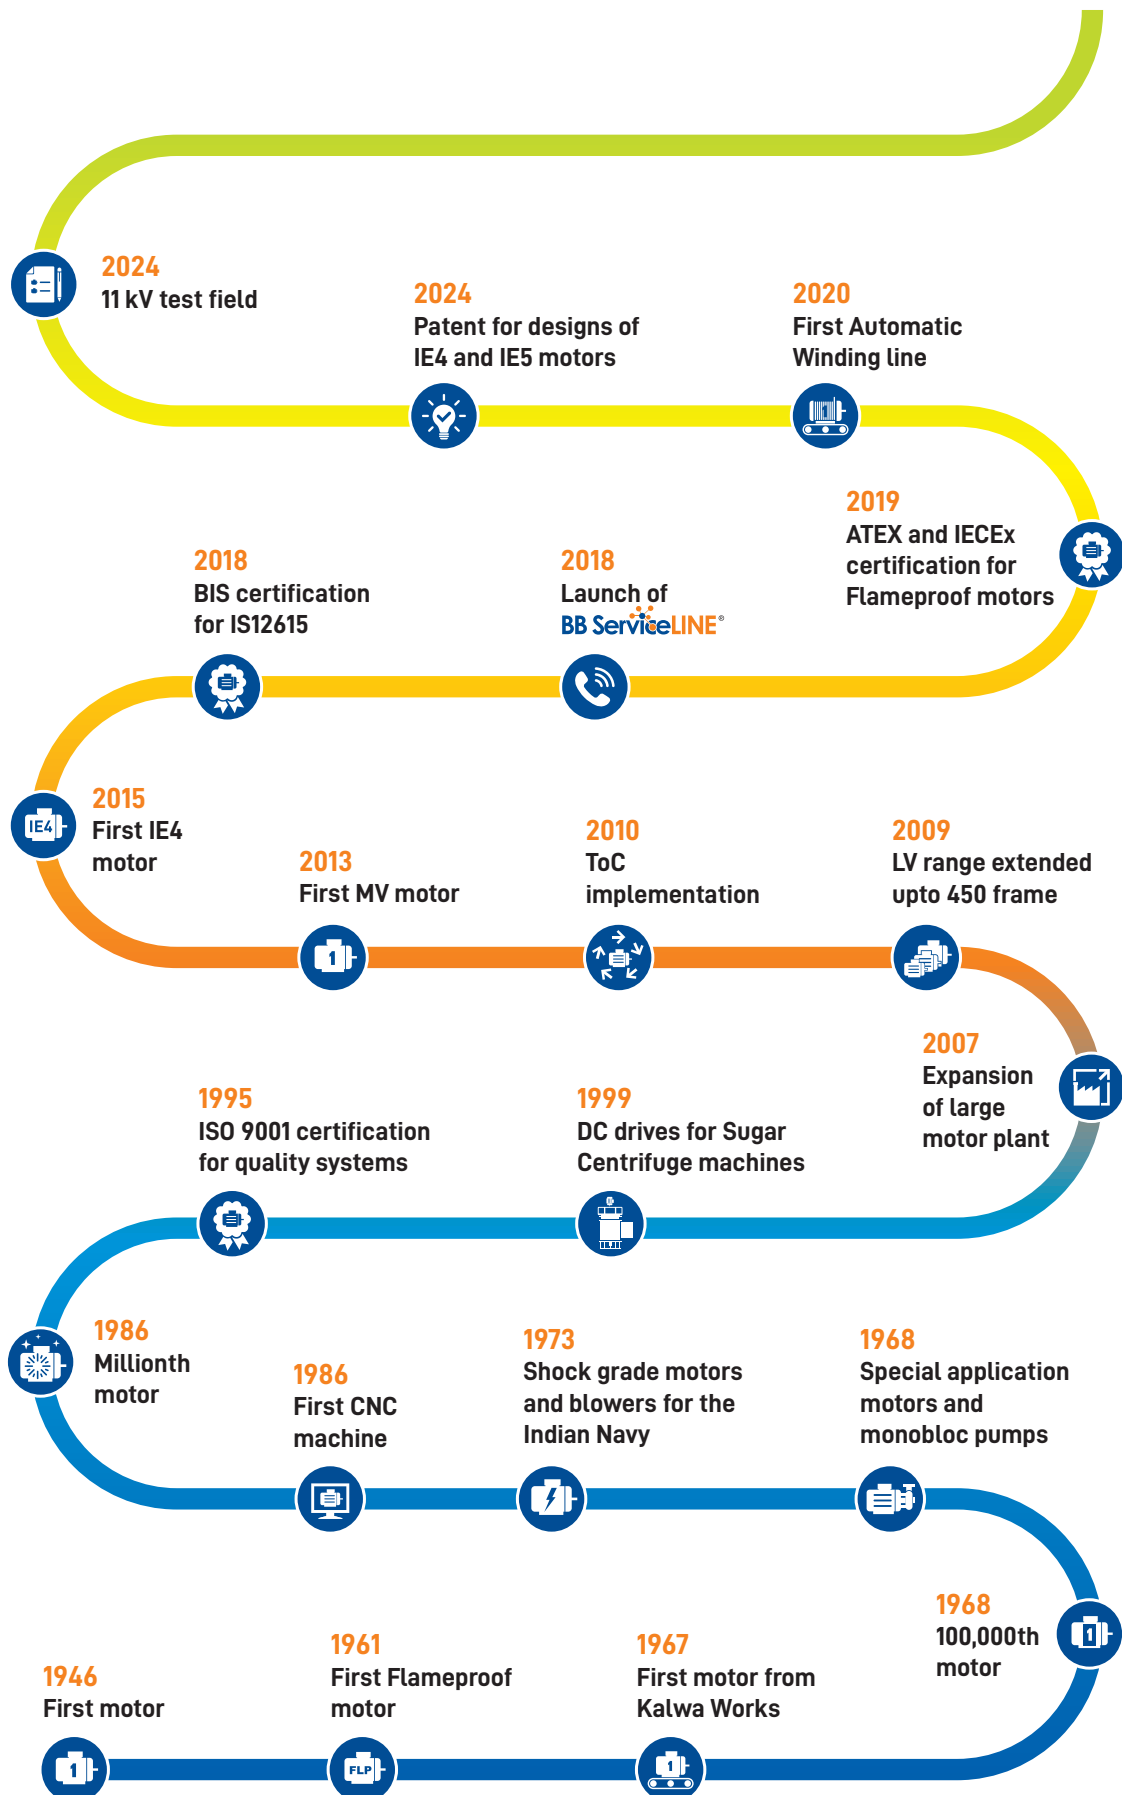 2024
11 kV test field
2024
Patent for designs of
IE4 and IE5 motors
2020
First Automatic
Winding line
1
2019
ATEX and IECEx
certification for
Flameproof motors
2018
BIS certification
for IS12615
2018
Launch of
BB ServiceLINE®
2015
First IE4
motor
IE4
2013
First MV motor
1
2010
ToC
implementation
2009
LV range extended
upto 450 frame
2007
Expansion
of large
motor plant
1995
ISO 9001 certification
for quality systems
1999
DC drives for Sugar
Centrifuge machines
1986
Millionth
motor
1986
First CNC
machine
1973
Shock grade motors
and blowers for the
Indian Navy
1968
Special application
motors and
monobloc pumps
1968
100,000th
motor
1
1946
First motor
1
1961
First Flameproof
motor
FLP
1967
First motor from
Kalwa Works
1